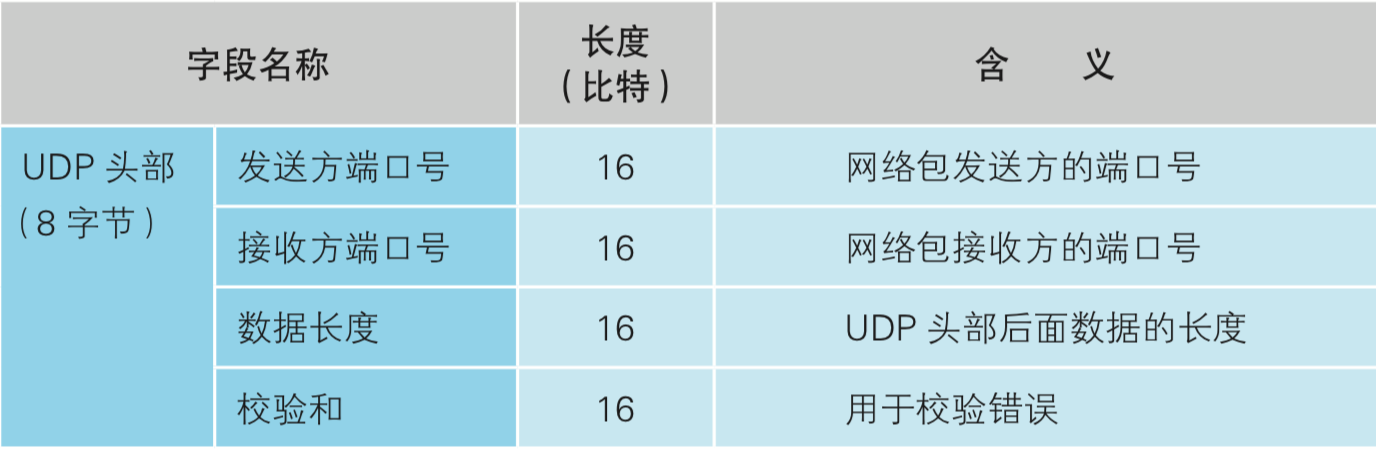 字段名称
长度
（比特）
含 义
UDP 头部
（8 字节）
发送方端口号
16
网络包发送方的端口号
接收方端口号
16
网络包接收方的端口号
数据长度
16
UDP 头部后面数据的长度
校验和
16
用于校验错误